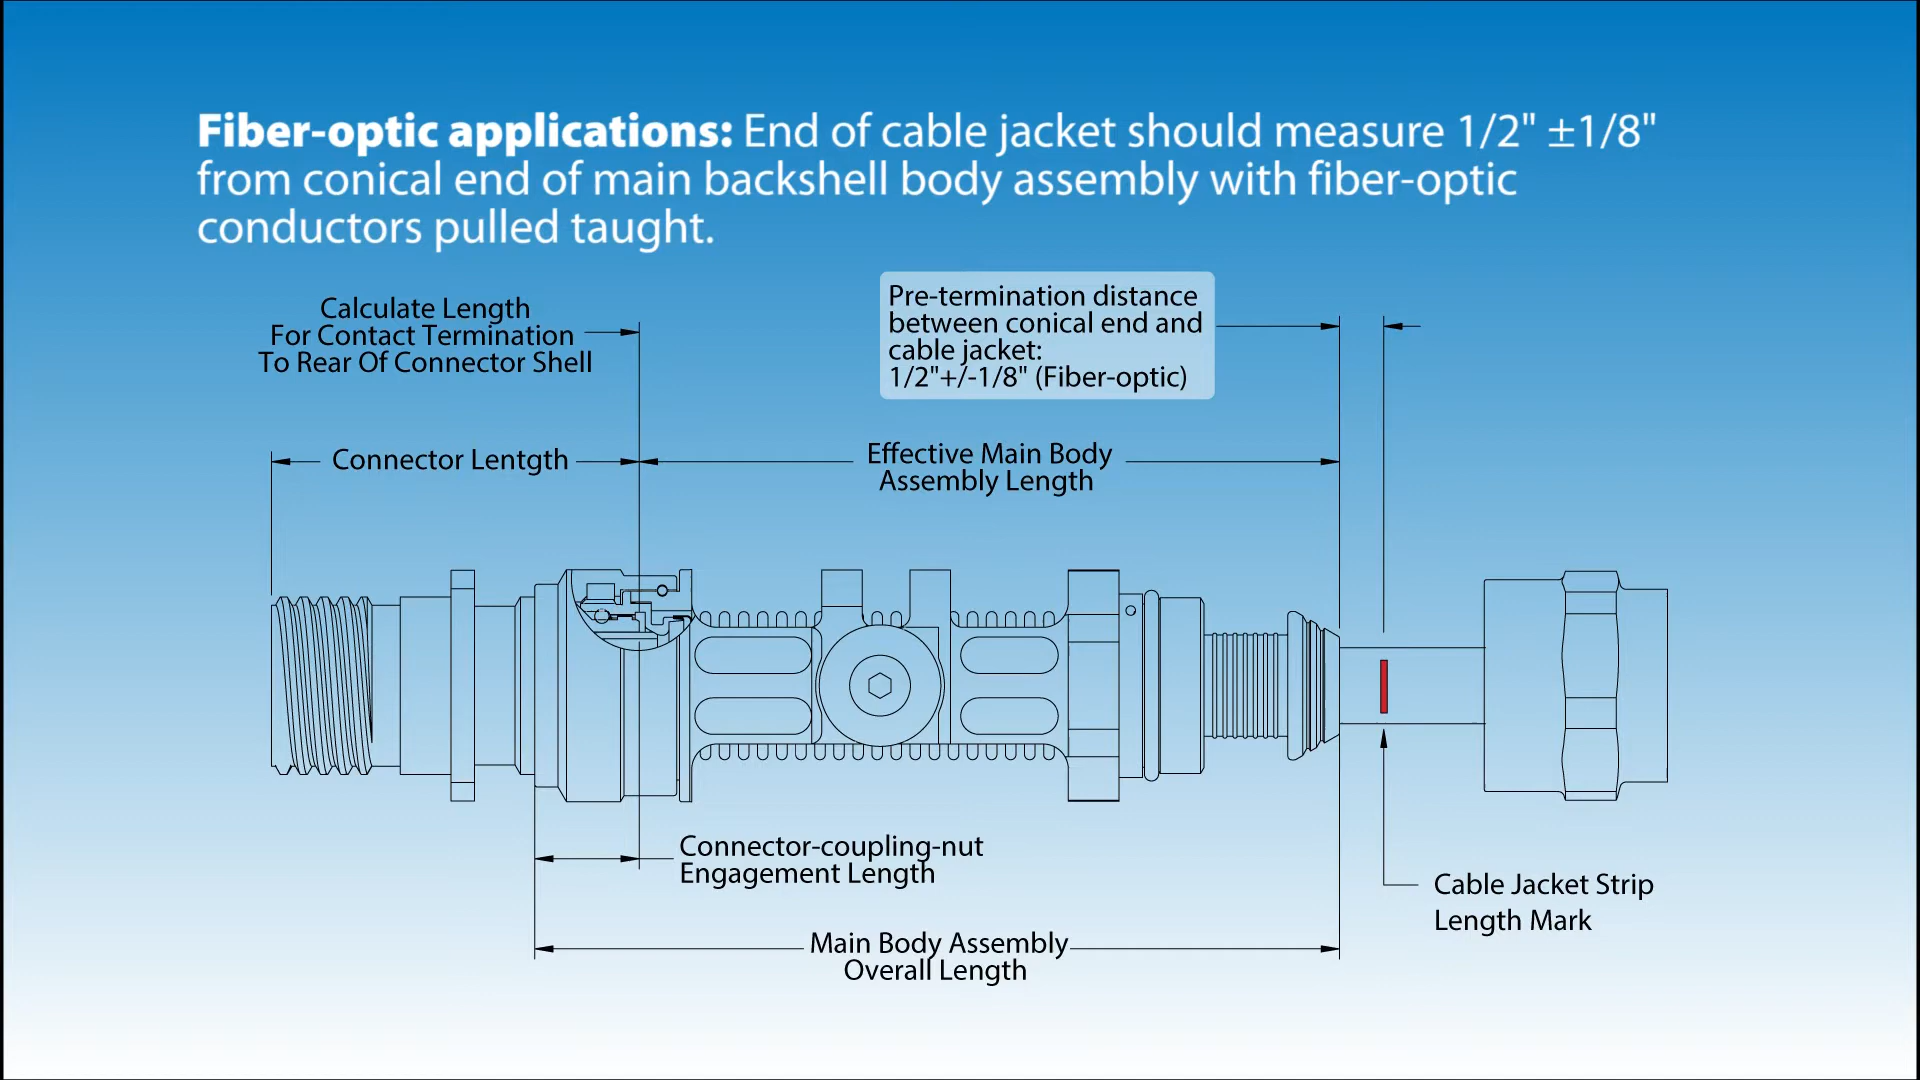 Fiber-optic applications: End of cable jacket should measure 1/2" ±1/8"
from conical end of main backshell body assembly with fiber-optic
conductors pulled taught.
Calculate Length
For Contact Termination
To Rear Of Connector Shell
Pre-termination distance
between conical end and
cable jacket:
1/2"+/-1/8" (Fiber-optic)
Connector Lentgth
Effective Main Body
Assembly Length
Connector-coupling-nut
Engagement Length
Cable Jacket Strip
Length Mark
Main Body Assembly
Overall Length